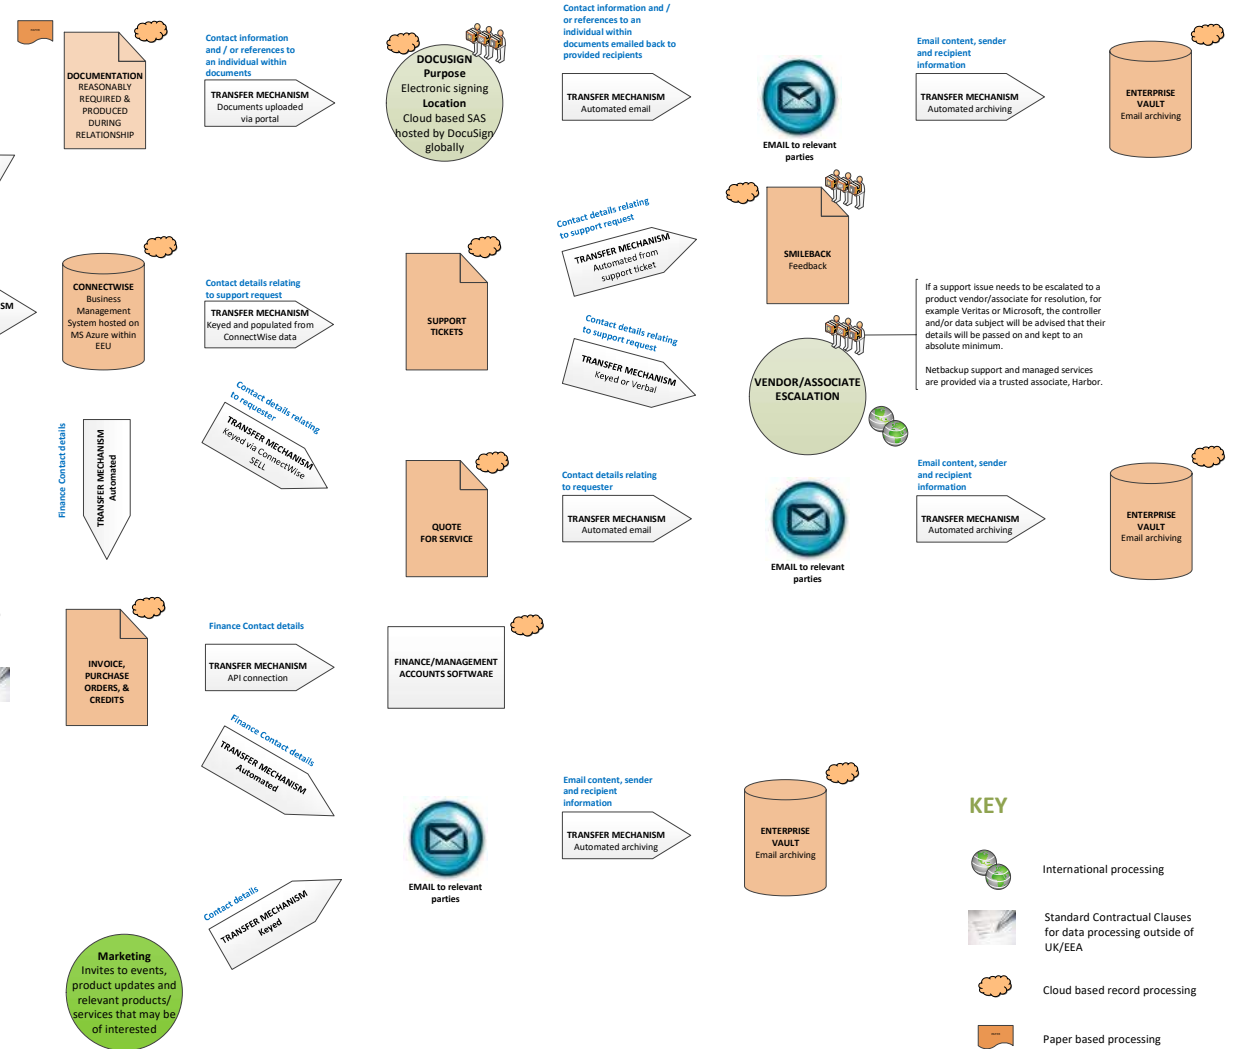 Contact information and /
or references to an
individual within
documents emailed back to
provided recipients
Contact information
and / or references to
an individual within
documents
Email content, sender
and recipient
information
DOCUMENTATION
REASONABLY
REQUIRED &
PRODUCED
DURING
RELATIONSHIP
TRANSFER MECHANISM
Documents uploaded
via portal
DOCUSIGN
Purpose
Electronic signing
Location
Cloud based SAS
hosted by DocuSign
globally
TRANSFER MECHANISM
Automated email
EMAIL to relevant
parties
TRANSFER MECHANISM
Automated archiving
ENTERPRISE
VAULT
Email archiving
Contact details relating
to support request
TRANSFER MECHANISM
Automated from
support ticket
SMILEBACK
Feedback
SM
CONNECTWISE
Business
Management
System hosted on
MS Azure within
EEU
Contact details relating
to support request
TRANSFER MECHANISM
Keyed and populated from
ConnectWise data
SUPPORT
TICKETS
Contact details relating
to support request
TRANSFER MECHANISM
Keyed or Verbal
VENDOR/ASSOCIATE
ESCALATION
If a support issue needs to be escalated to a
product vendor/associate for resolution, for
example Veritas or Microsoft, the controller
and/or data subject will be advised that their
details will be passed on and kept to an
absolute minimum.
Netbackup support and managed services
are provided via a trusted associate, Harbor.
Finance Contact details
TRANSFER MECHANISM
Automated
Contact details relating
to requester
TRANSFER MECHANISM
Keyed via ConnectWise
SELL
QUOTE
FOR SERVICE
Contact details relating
to requester
TRANSFER MECHANISM
Automated email
EMAIL to relevant
parties
Email content, sender
and recipient
information
TRANSFER MECHANISM
Automated archiving
ENTERPRISE
VAULT
Email archiving
INVOICE,
PURCHASE
ORDERS, &
CREDITS
Finance Contact details
TRANSFER MECHANISM
API connection
FINANCE/MANAGEMENT
ACCOUNTS SOFTWARE
Finance Contact details
TRANSFER MECHANISM
Automated
EMAIL to relevant
parties
Email content, sender
and recipient
information
TRANSFER MECHANISM
Automated archiving
ENTERPRISE
VAULT
Email archiving
Contact details
TRANSFER MECHANISM
Keyed
Marketing
Invites to events,
product updates and
relevant products/
services that may be
of interested
KEY
International processing
Standard Contractual Clauses
for data processing outside of
UK/EEA
Cloud based record processing
Paper based processing